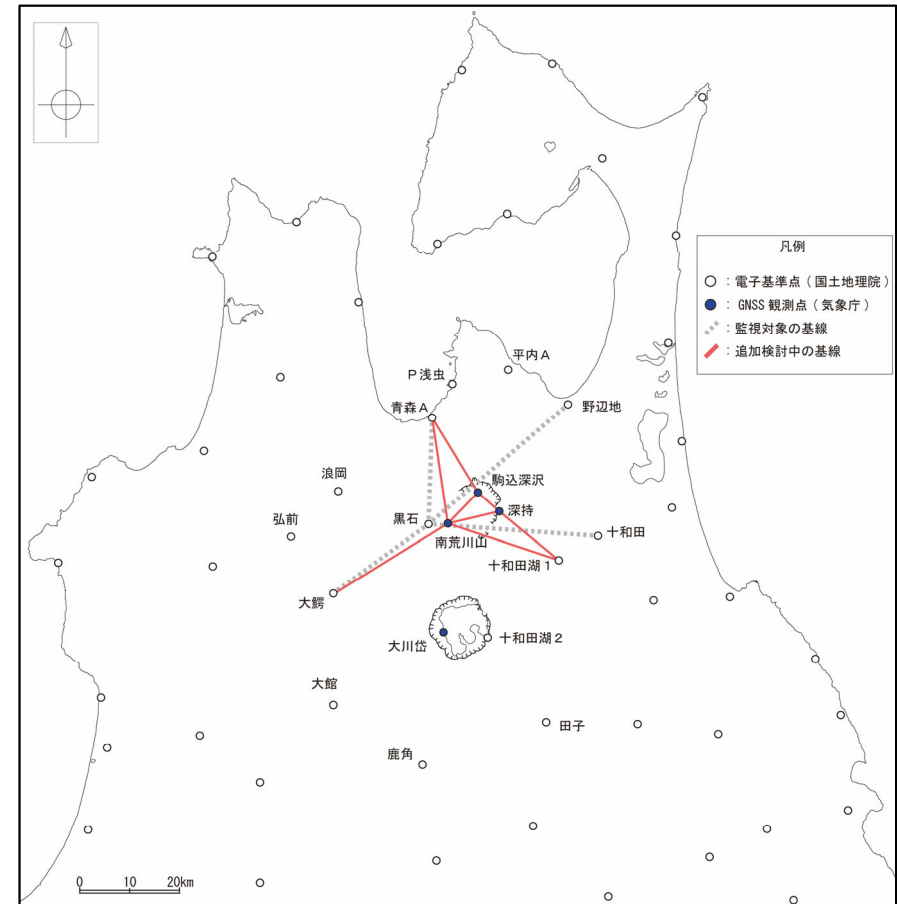 凡例
：電子基準点（国土地理院）
：GNSS 観測点（気象庁）
：監視対象の基線
：追加検討中の基線
平内A
P浅虫
青森A
野辺地
浪岡
駒込深沢
深持
弘前
黒石
十和田
南荒川山
十和田湖1
大鰐
大川岱
十和田湖2
大館
田子
鹿角
0 10 20km